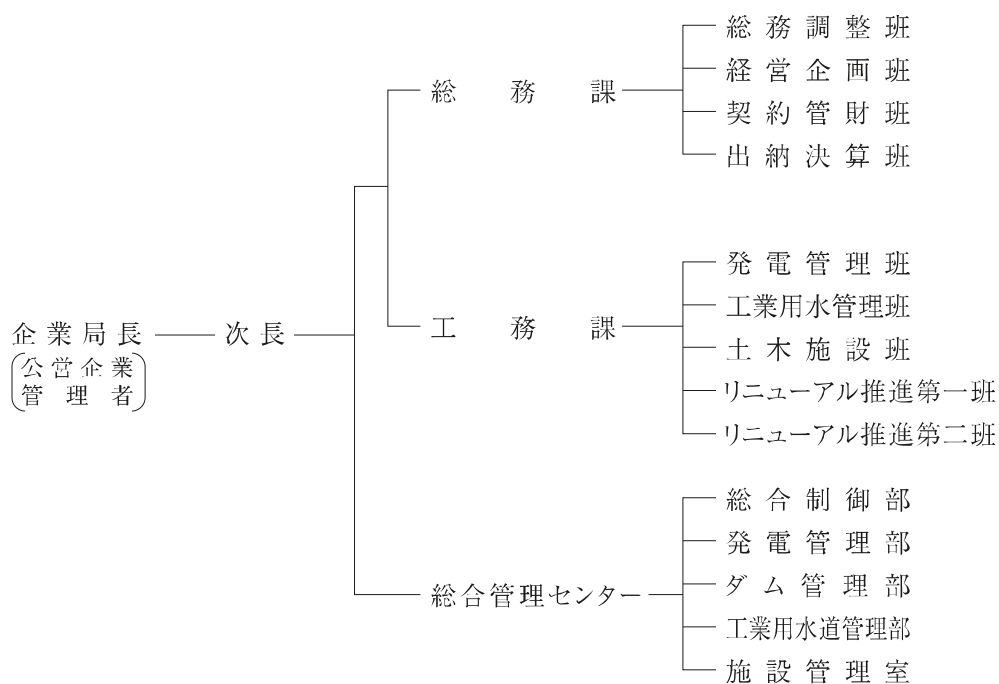 企業局長
公営企業
管理者
次長
総務課
総務調整班
経営企画班
契約管財班
出納決算班
工務課
発電管理班
工業用水管理班
土木施設班
リニューアル推進第一班
リニューアル推進第二班
総合管理センター
総合制御部
発電管理部
ダム管理部
工業用水道管理部
施設管理室